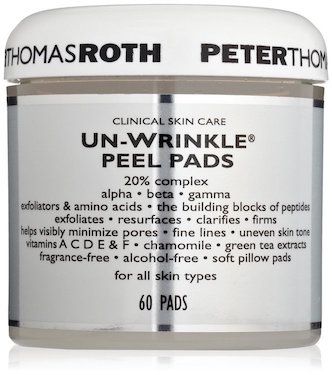 THOMASROTH PETERTHOM
CLINICAL SKIN CARE
UN-WRINKLE®
PEEL PADS
20% complex
alpha • beta • gamma
exfoliators & amino acids • the building blocks of peptides
exfoliates • resurfaces • clarifies • firms
helps visibly minimize pores • fine lines • uneven skin tone
vitamins A C D E & F • chamomile • green tea extracts
fragrance-free • alcohol-free • soft pillow pads
for all skin types
60 PADS